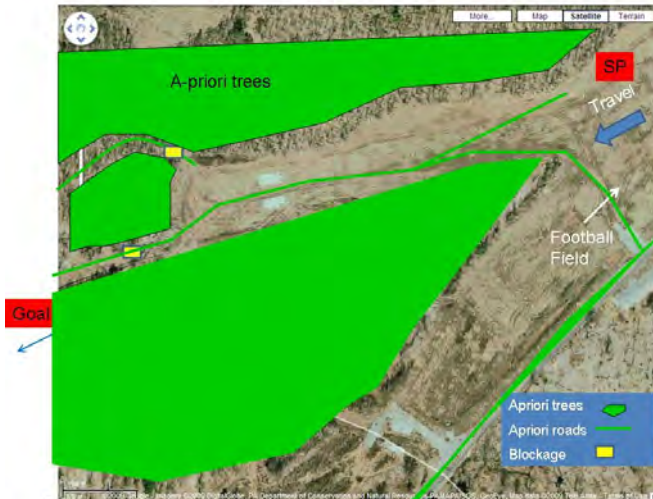 More...
Map
Satellite
Terrain
SP
A-priori trees
Travel
Football
Field
Goal
Apriori trees
Apriori roads
Blockage